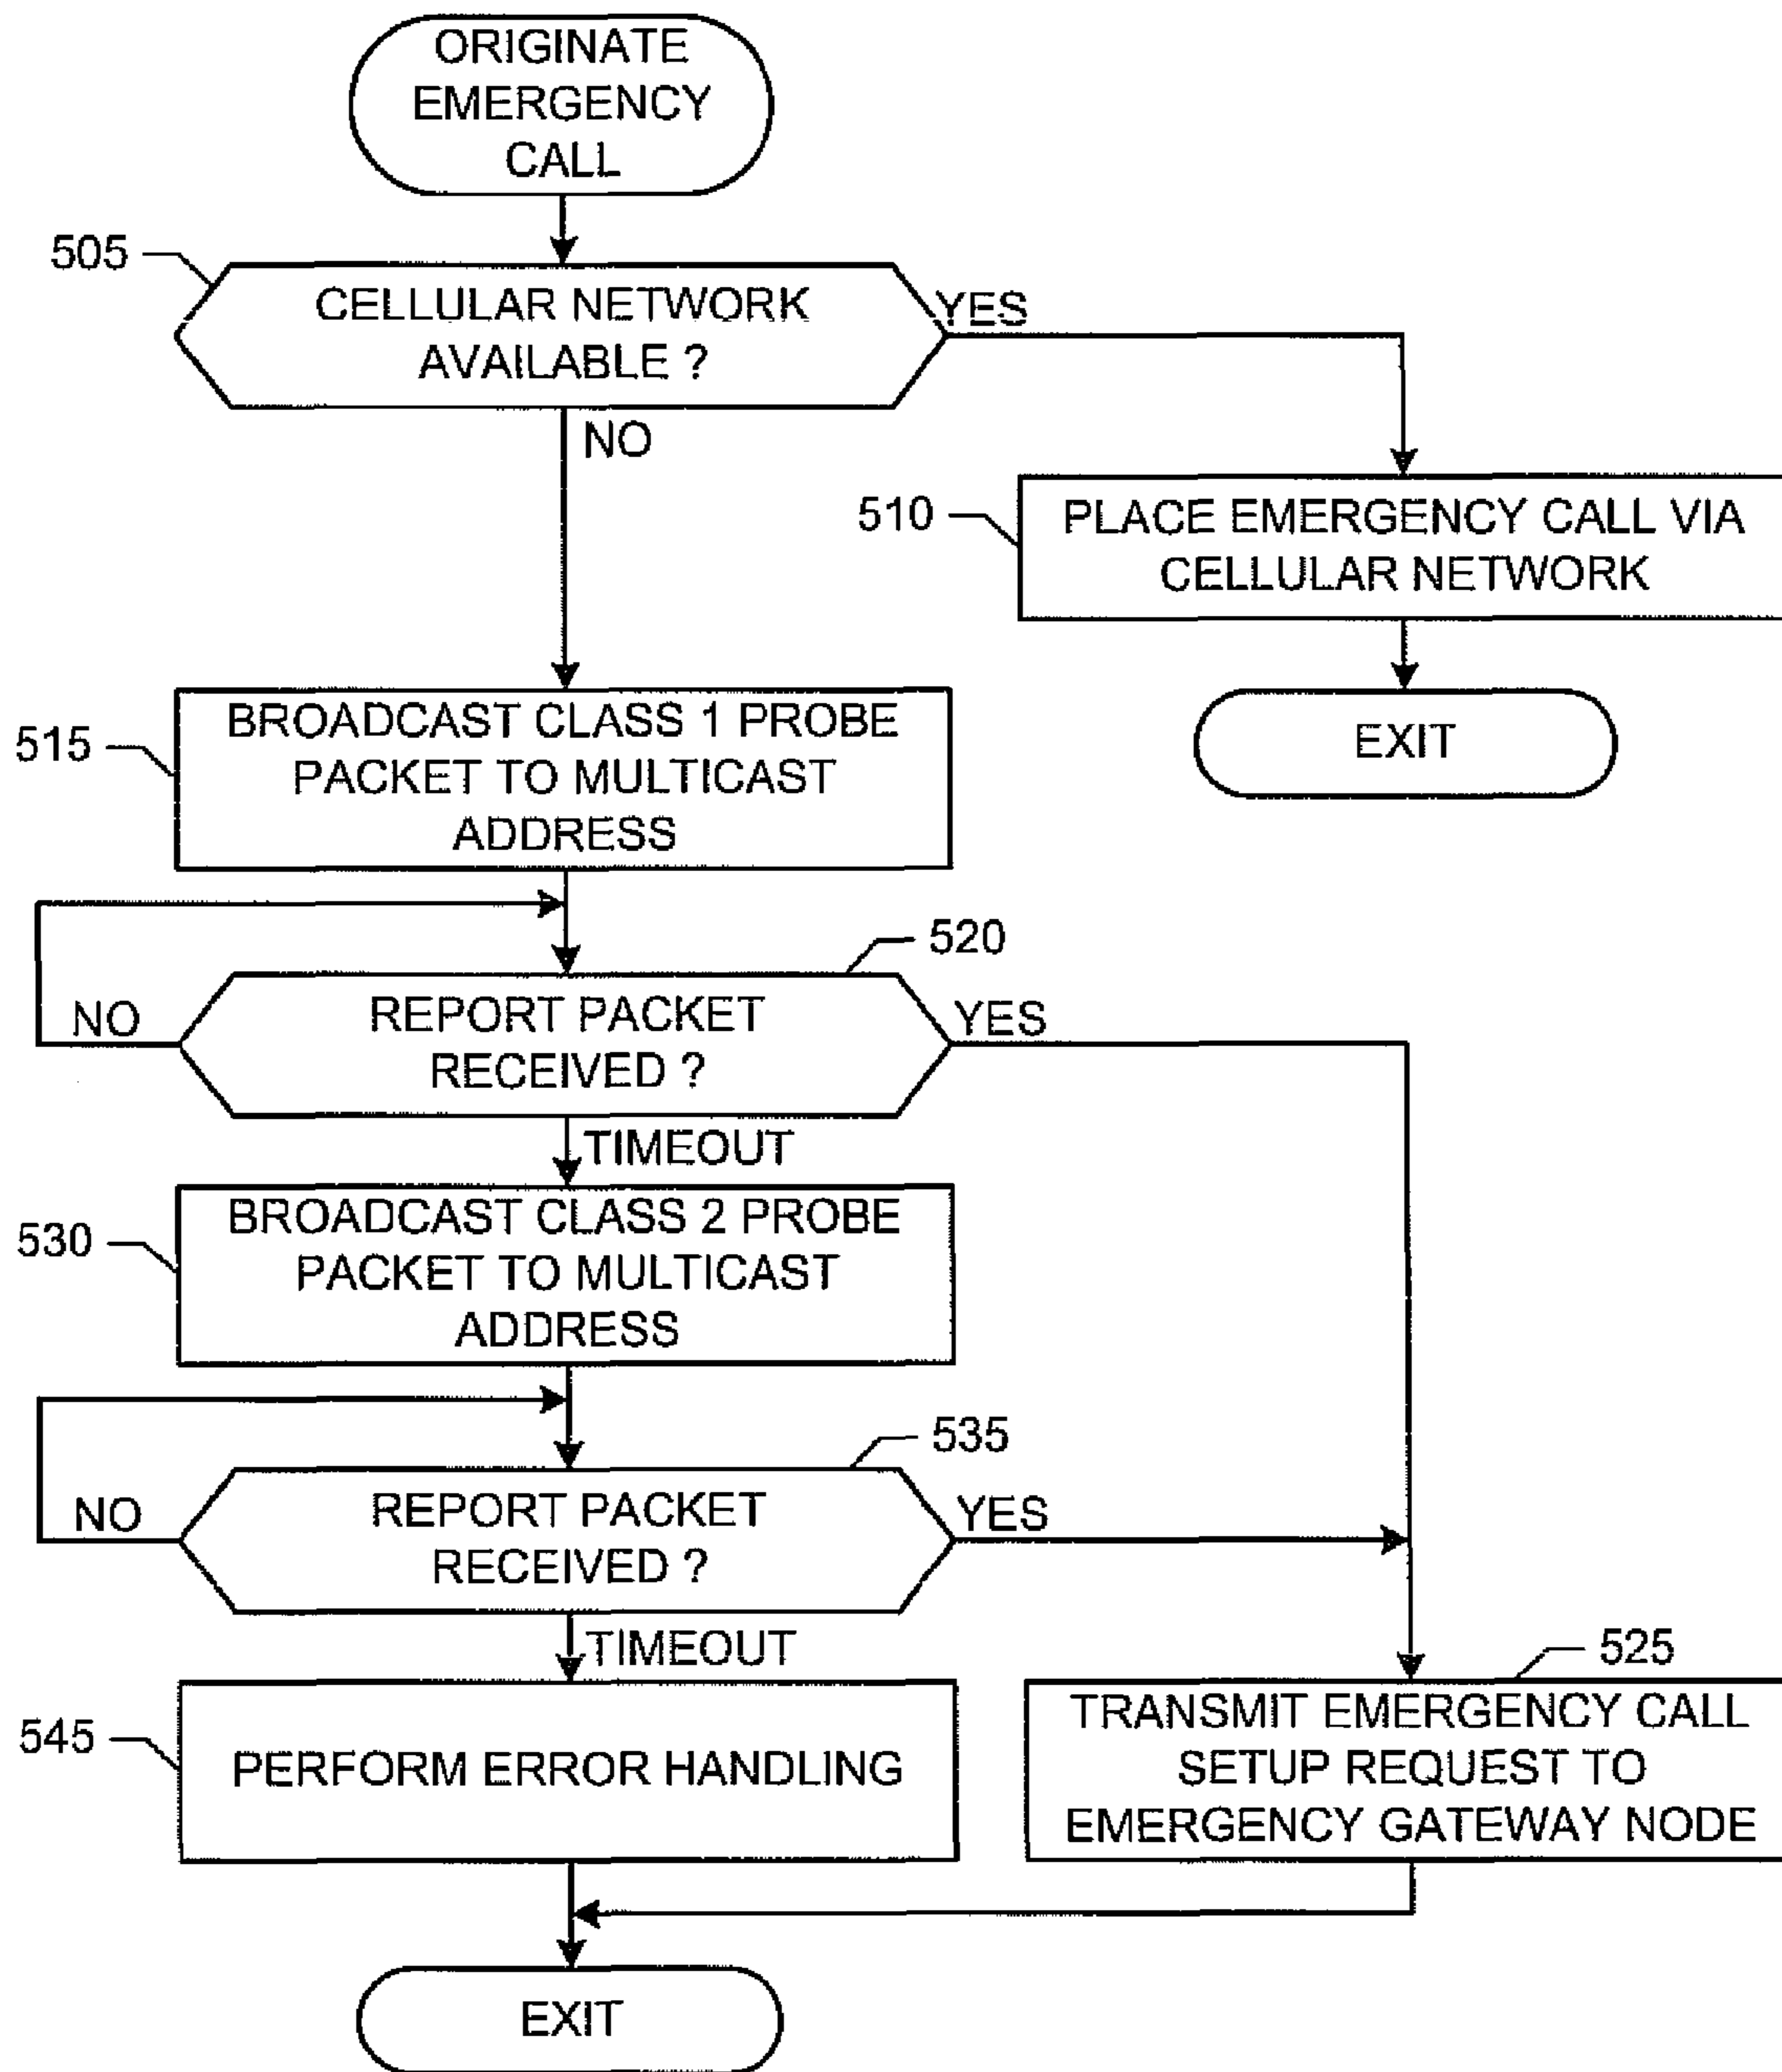 ORIGINATE
EMERGENCY
CALL
505
CELLULAR NETWORK
AVAILABLE ?
YES
NO
510
PLACE EMERGENCY CALL VIA
CELLULAR NETWORK
EXIT
515
BROADCAST CLASS 1 PROBE
PACKET TO MULTICAST
ADDRESS
520
REPORT PACKET
RECEIVED ?
NO
YES
TIMEOUT
530
BROADCAST CLASS 2 PROBE
PACKET TO MULTICAST
ADDRESS
535
REPORT PACKET
RECEIVED ?
NO
YES
TIMEOUT
545
PERFORM ERROR HANDLING
525
TRANSMIT EMERGENCY CALL
SETUP REQUEST TO
EMERGENCY GATEWAY NODE
EXIT